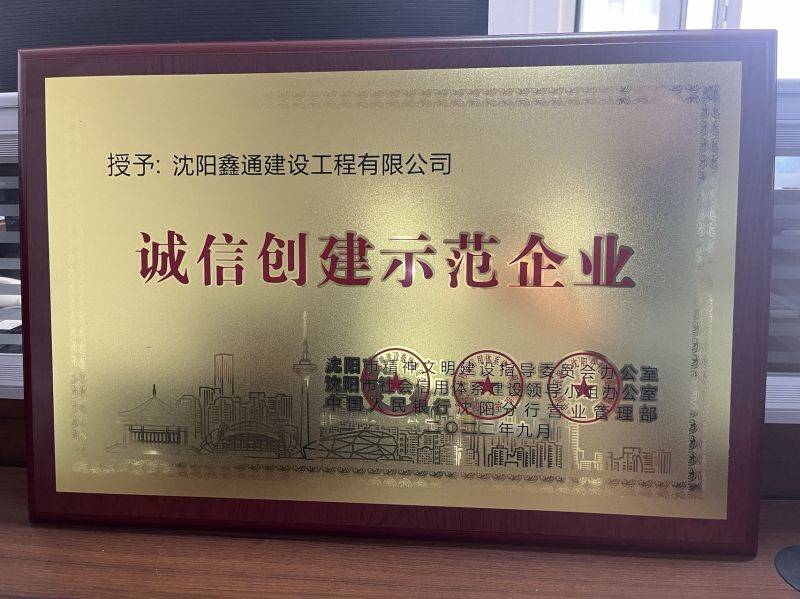 授予: 沈阳鑫通建设工程有限公司
诚信创建示范企业
沈阳市精神文明建设指导委员会办公室
沈阳市社会信用体系建设领导小组办公室
中国人民银行沈阳分行营业管理部
二〇二二年九月